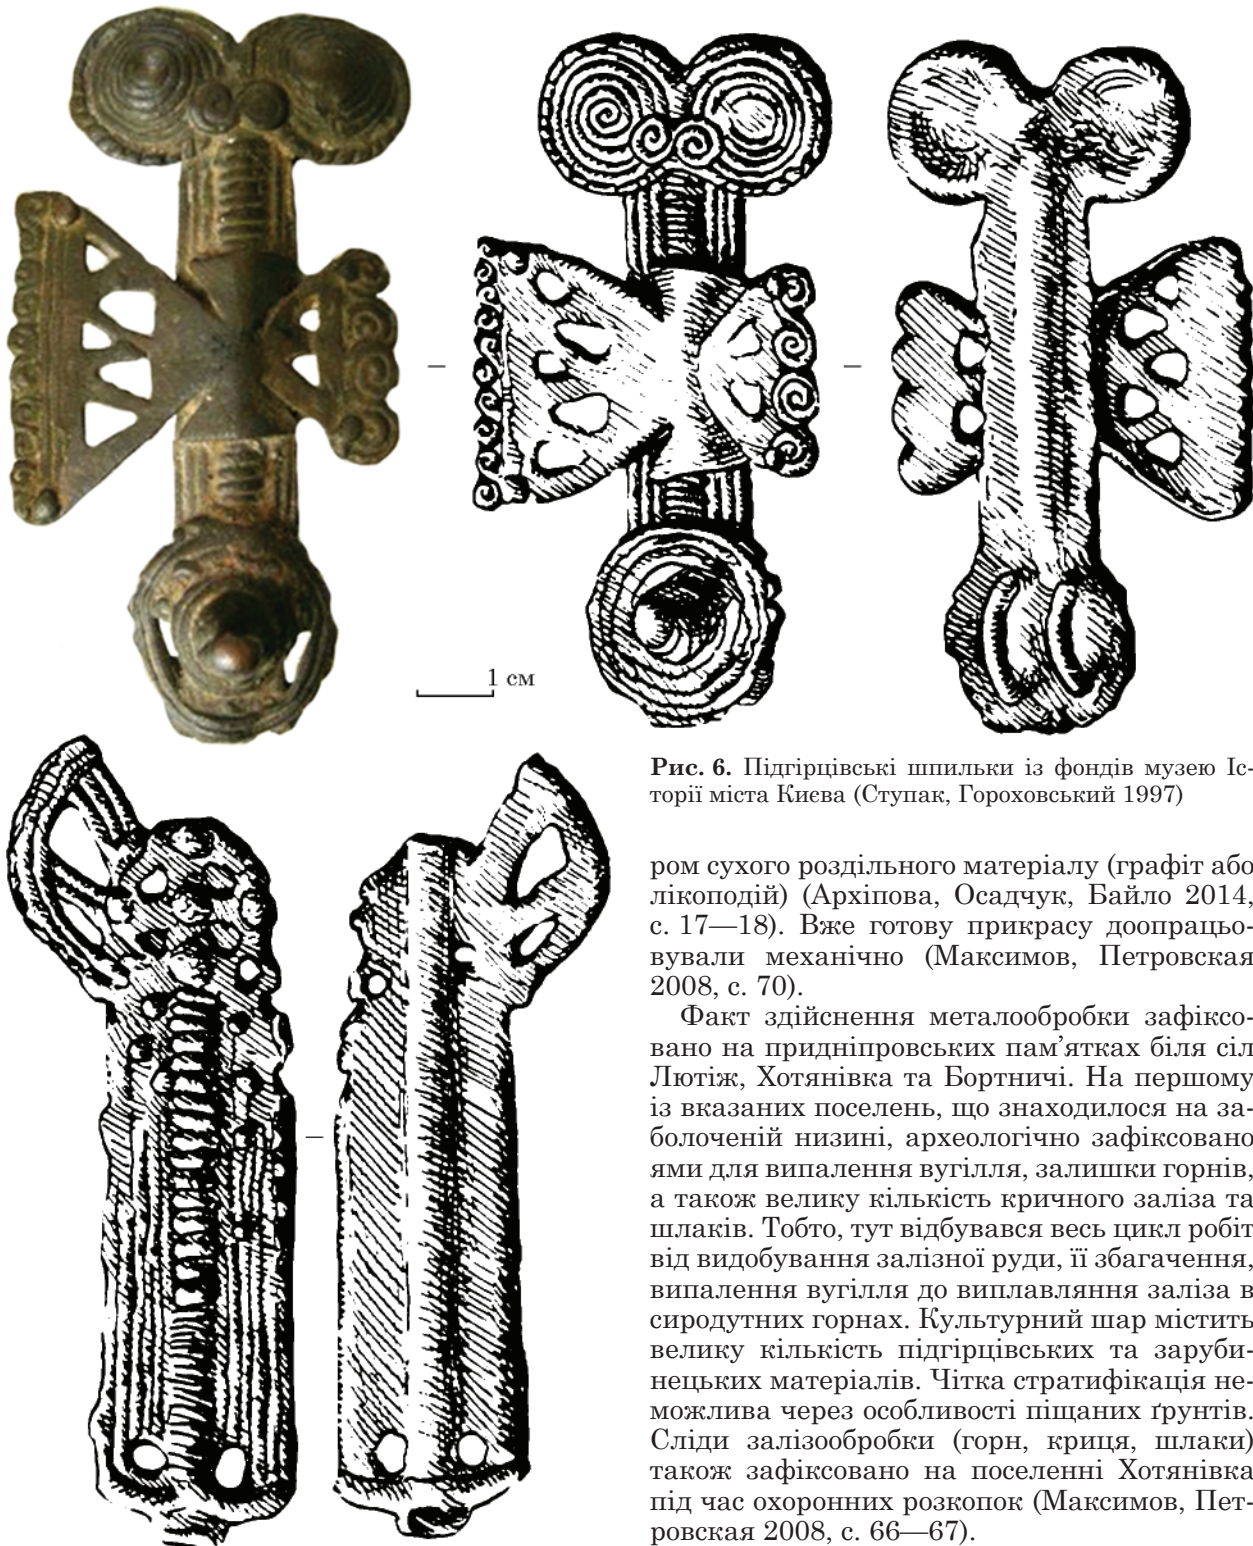 1 см
Рис. 6. Підгірцівські шпильки із фондів музею Іс-
торії міста Києва (Ступак, Гороховський 1997)
ром сухого роздільного матеріалу (графіт або
лікоподій) (Архіпова, Осадчук, Байло 2014,
с. 17—18). Вже готову прикрасу доопрацьо-
вували механічно (Максимов, Петровская
2008, с. 70).
Факт здійснення металообробки зафіксо-
вано на придніпровських пам’ятках біля сіл
Лютіж, Хотянівка та Бортничі. На першому
із вказаних поселень, що знаходилося на за-
болоченій низині, археологічно зафіксовано
ями для випалення вугілля, залишки горнів,
а також велику кількість кричного заліза та
шлаків. Тобто, тут відбувався весь цикл робіт
від видобування залізної руди, її збагачення,
випалення вугілля до виплавляння заліза в
сиродутних горнах. Культурний шар містить
велику кількість підгірцівських та заруби-
нецьких матеріалів. Чітка стратифікація не-
можлива через особливості піщаних ґрунтів.
Сліди залізообробки (горн, криця, шлаки)
також зафіксовано на поселенні Хотянівка
під час охоронних розкопок (Максимов, Пет-
ровская 2008, с. 66—67).